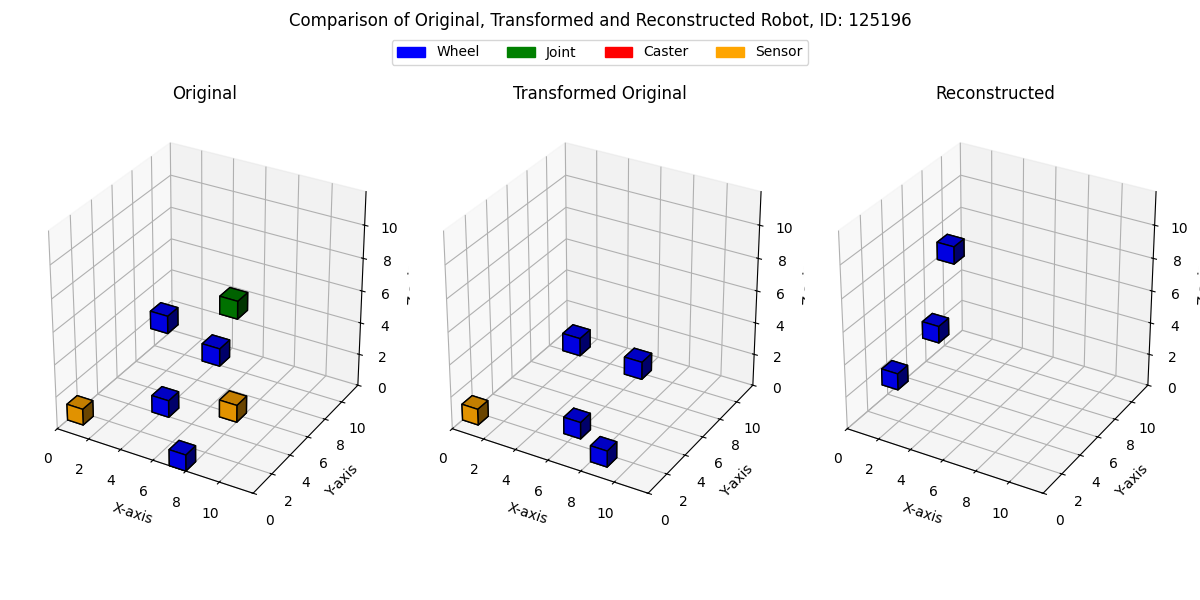 Comparison of Original, Transformed and Reconstructed Robot, ID: 125196
Wheel Joint Caster Sensor
Original
Transformed Original
Reconstructed
10
8
6
4
2
0
0 2 4 6 8 10
X-axis
0 2 4 6 8 10
Y-axis
10
8
6
4
2
0
0 2 4 6 8 10
X-axis
0 2 4 6 8 10
Y-axis
10
8
6
4
2
0
0 2 4 6 8 10
X-axis
0 2 4 6 8 10
Y-axis